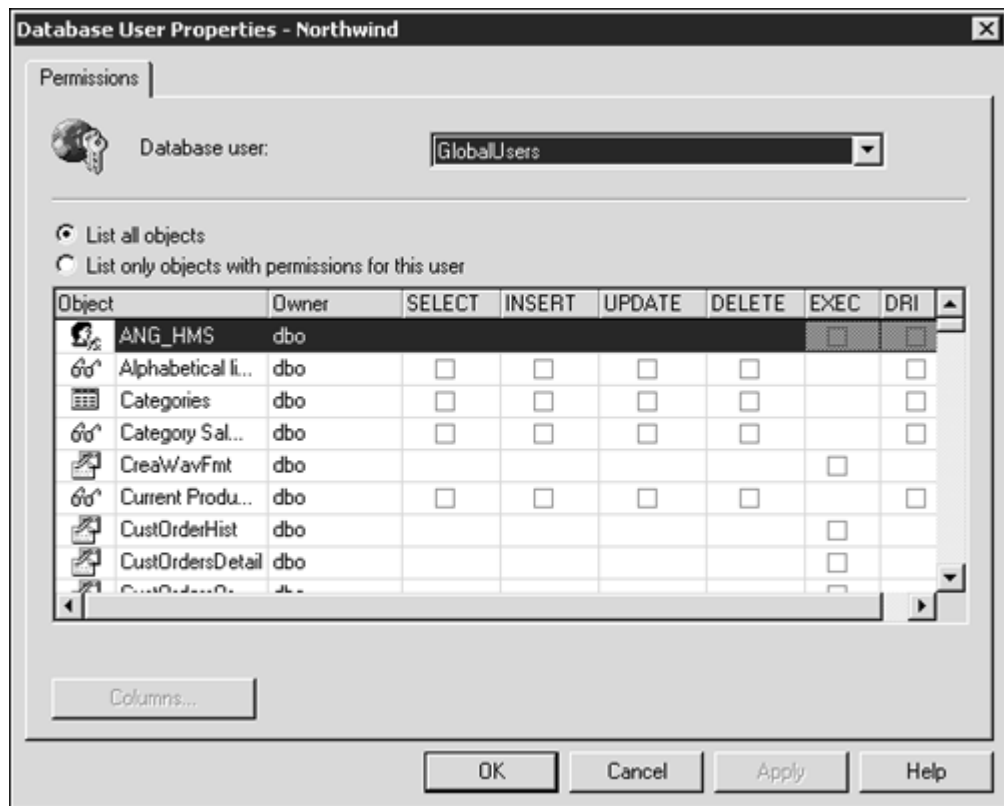 Database User Properties - Northwind
Permissions
Database user: GlobalUsers
List all objects
List only objects with permissions for this user
Object Owner SELECT INSERT UPDATE DELETE EXEC DRI
ANG_HMS dbo
Alphabetical li... dbo
Categories dbo
Category Sal... dbo
CreaWavFmt dbo
Current Produ... dbo
CustOrderHist dbo
CustOrdersDetail dbo
Columns...
OK Cancel Apply Help